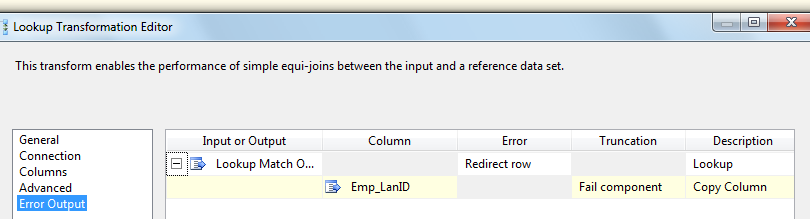 Lookup Transformation Editor
This transform enables the performance of simple equi-joins between the input and a reference data set.
General
Connection
Columns
Advanced
Error Output
Input or Output Column Error Truncation Description
Lookup Match O... Redirect row Lookup
Emp_LanID Fail component Copy Column